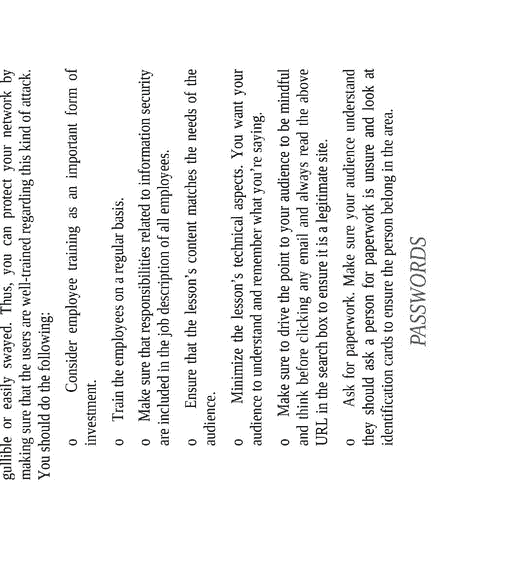 gullible or easily swayed. Thus, you can protect your network by
making sure that the users are well-trained regarding this kind of attack.
You should do the following:
o Consider employee training as an important form of
investment.
o Train the employees on a regular basis.
o Make sure that responsibilities related to information security
are included in the job description of all employees.
o Ensure that the lesson’s content matches the needs of the
audience.
o Minimize the lesson’s technical aspects. You want your
audience to understand and remember what you’re saying.
o Make sure to drive the point to your audience to be mindful
and think before clicking any email and always read the above
URL in the search box to ensure it is a legitimate site.
o Ask for paperwork. Make sure your audience understand
they should ask a person for paperwork is unsure and look at
identification cards to ensure the person belong in the area.
PASSWORDS